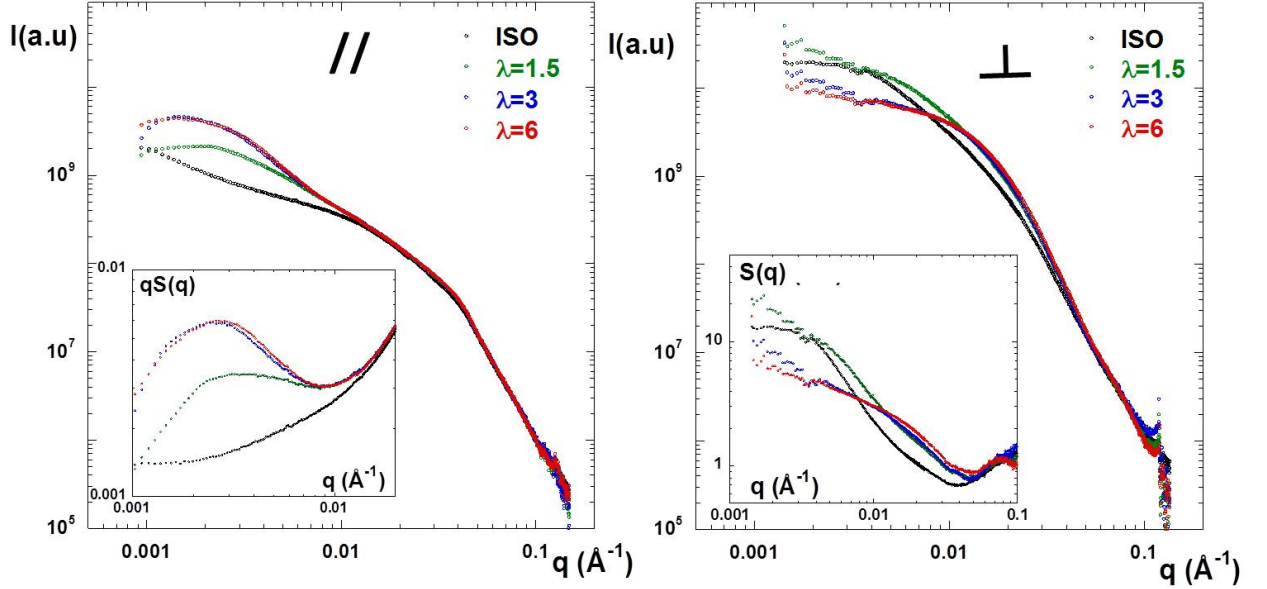 I(a.u)
//
ISO
λ=1.5
λ=3
λ=6
10⁹
10⁷
10⁵
0.001
0.01
0.1
q (Å⁻¹)
0.01
qS(q)
0.001
0.001
0.01
q (Å⁻¹)
I(a.u)
⊥
ISO
λ=1.5
λ=3
λ=6
10⁹
10⁷
10⁵
0.001
0.01
0.1
q (Å⁻¹)
S(q)
10
1
0.001
0.01
0.1
q (Å⁻¹)